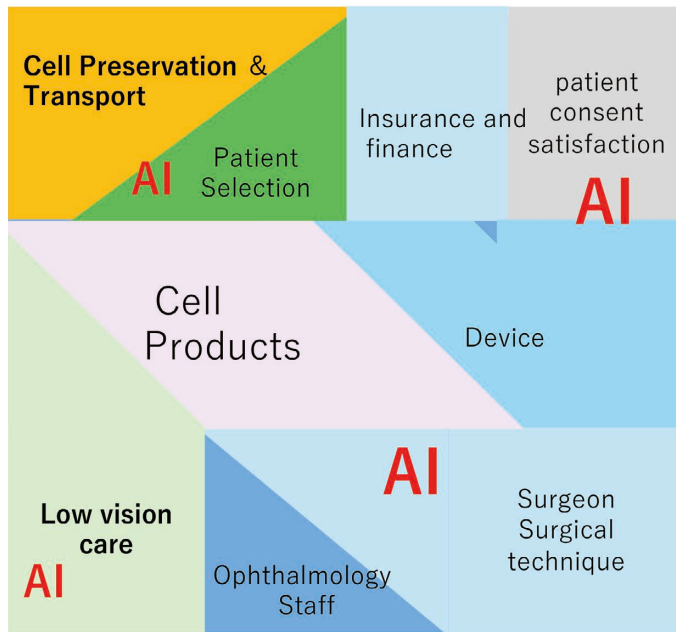 Cell Preservation &
Transport
AI
Patient
Selection
Insurance and
finance
patient
consent
satisfaction
AI
Cell
Products
Device
Low vision
care
AI
AI
Ophthalmology
Staff
Surgeon
Surgical
technique